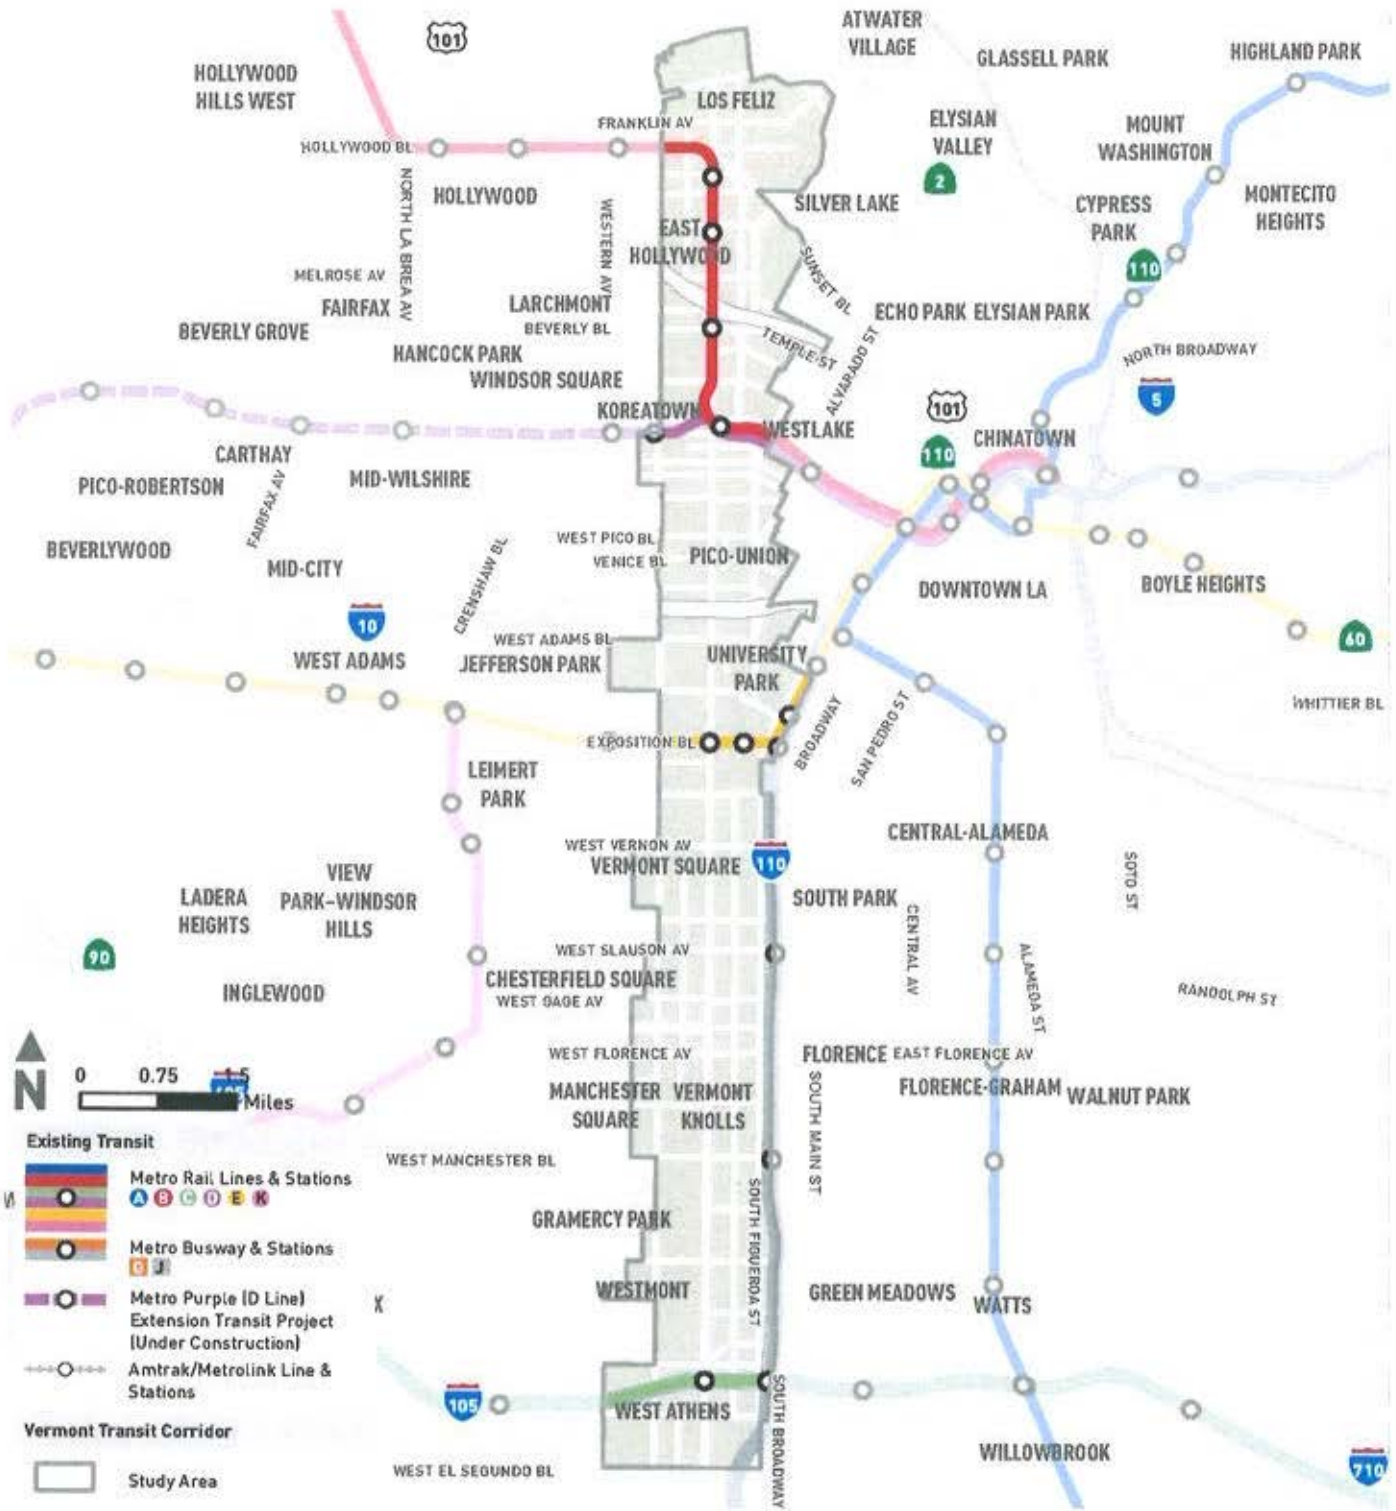 101
ATWATER
VILLAGE
GLASSELL PARK
HIGHLAND PARK
HOLLYWOOD
HILLS WEST
LOS FELIZ
FRANKLIN AV
ELYSIAN
VALLEY
MOUNT
WASHINGTON
HOLLYWOOD BL
2
HOLLYWOOD
NORTH LA BREA AV
WESTERN AV
SILVER LAKE
CYPRESS
PARK
MONTECITO
HEIGHTS
EAST
HOLLYWOOD
SUNSET BL
110
MELROSE AV
FAIRFAX
LARCHMONT
BEVERLY BL
BEVERLY GROVE
ECHO PARK
ELYSIAN PARK
TEMPLE ST
ALVARADO ST
NORTH BROADWAY
HANCOCK PARK
WINDSOR SQUARE
5
KOREATOWN
101
WESTLAKE
CHINATOWN
110
CARTHAY
PICO-ROBERTSON
FAIRFAX AV
MID-WILSHIRE
BEVERLYWOOD
WEST PICO BL
VENICE BL
PICO-UNION
MID-CITY
CRENSHAW BL
DOWNTOWN LA
BOYLE HEIGHTS
10
60
WEST ADAMS BL
WEST ADAMS
JEFFERSON PARK
UNIVERSITY
PARK
BROADWAY
SAN PEDRO ST
WHITTIER BL
EXPOSITION BL
LEIMERT
PARK
CENTRAL-ALAMEDA
WEST VERNON AV
VERMONT SQUARE
110
SOTO ST
VIEW
PARK-WINDSOR
HILLS
LADERA
HEIGHTS
SOUTH PARK
CENTRAL AV
ALAMEDA ST
90
WEST SLAUSON AV
CHESTERFIELD SQUARE
WEST GAGE AV
INGLEWOOD
RANDOLPH ST
WEST FLORENCE AV
FLORENCE
EAST FLORENCE AV
FLORENCE-GRAHAM
WALNUT PARK
MANCHESTER
SQUARE
VERMONT
KNOLLS
SOUTH MAIN ST
N
0 0.75 1.5
Miles
WEST MANCHESTER BL
SOUTH FIGUEROA ST
GRAMERCY PARK
WESTMONT
GREEN MEADOWS
WATTS
105
WEST ATHENS
SOUTH BROADWAY
WILLOWBROOK
WEST EL SEGUNDO BL
710
Existing Transit
Metro Rail Lines & Stations
A B C D E K
Metro Busway & Stations
G J
Metro Purple (D Line)
Extension Transit Project
(Under Construction)
Amtrak/Metrolink Line &
Stations
Vermont Transit Corridor
Study Area